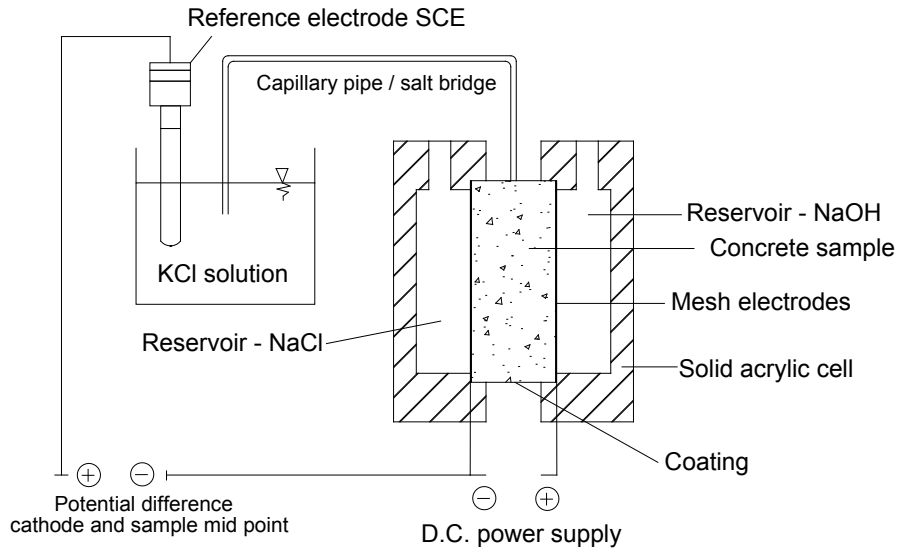 Reference electrode SCE
Capillary pipe / salt bridge
Reservoir - NaOH
Concrete sample
KCl solution
Mesh electrodes
Reservoir - NaCl
Solid acrylic cell
Coating
+ −
− +
Potential difference
cathode and sample mid point
D.C. power supply